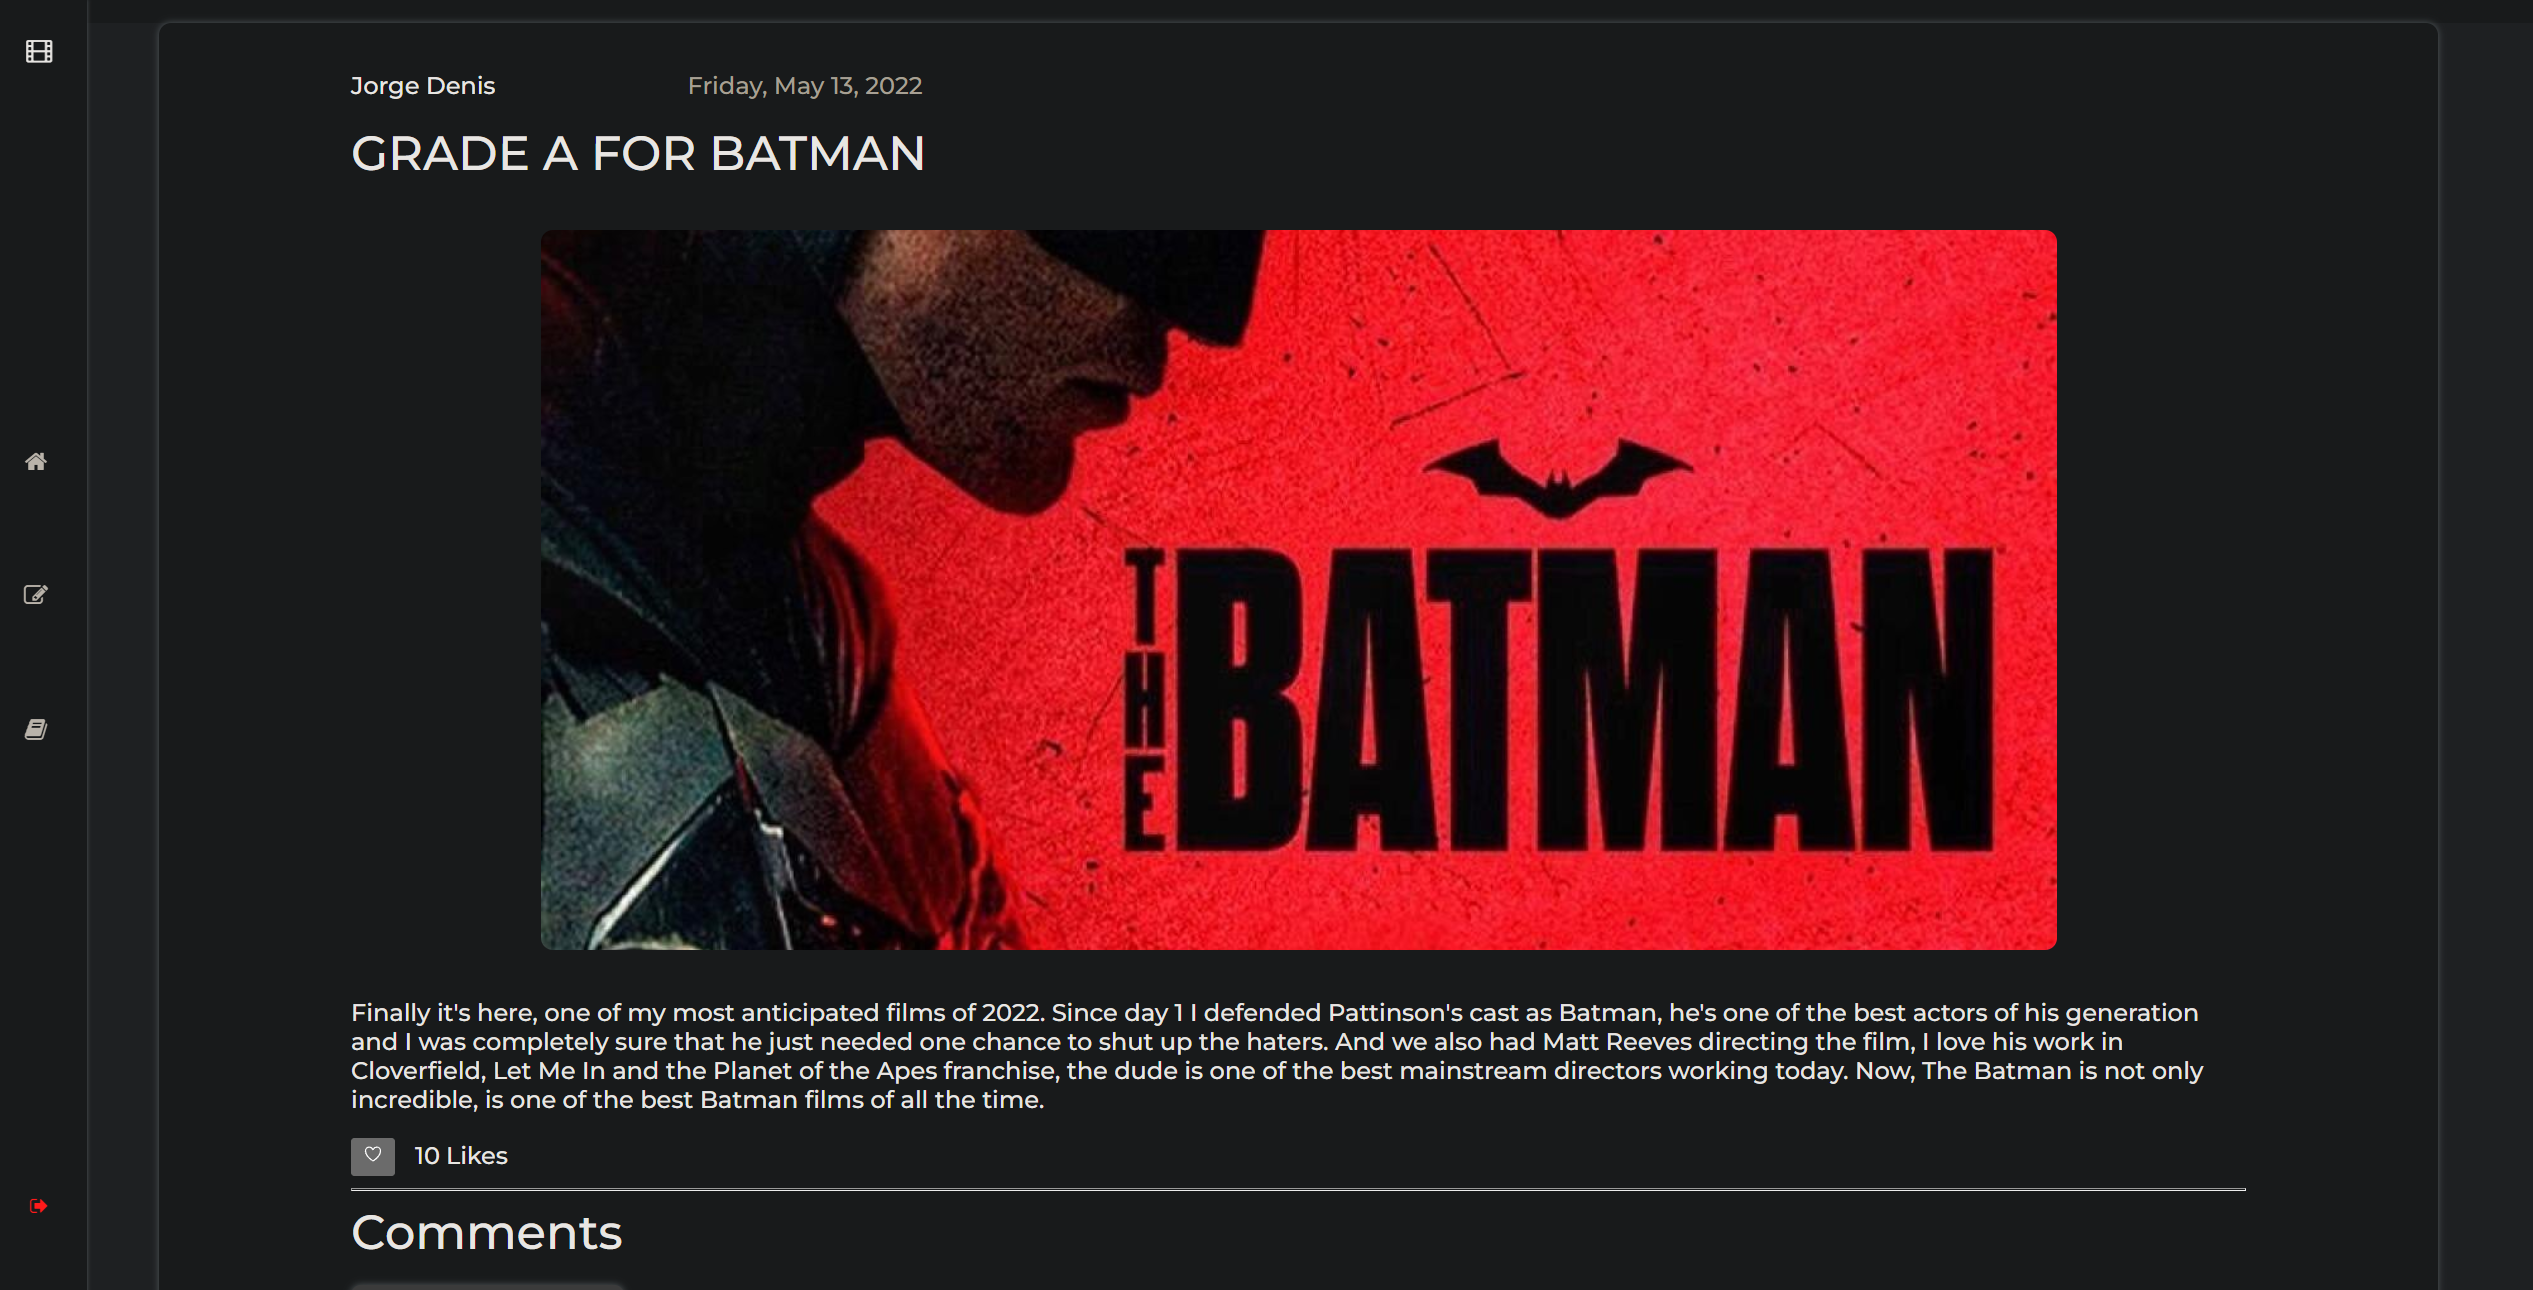 Jorge Denis
Friday, May 13, 2022
GRADE A FOR BATMAN
THE
BATMAN
Finally it's here, one of my most anticipated films of 2022. Since day 1 I defended Pattinson's cast as Batman, he's one of the best actors of his generation
and I was completely sure that he just needed one chance to shut up the haters. And we also had Matt Reeves directing the film, I love his work in
Cloverfield, Let Me In and the Planet of the Apes franchise, the dude is one of the best mainstream directors working today. Now, The Batman is not only
incredible, is one of the best Batman films of all the time.
10 Likes
Comments